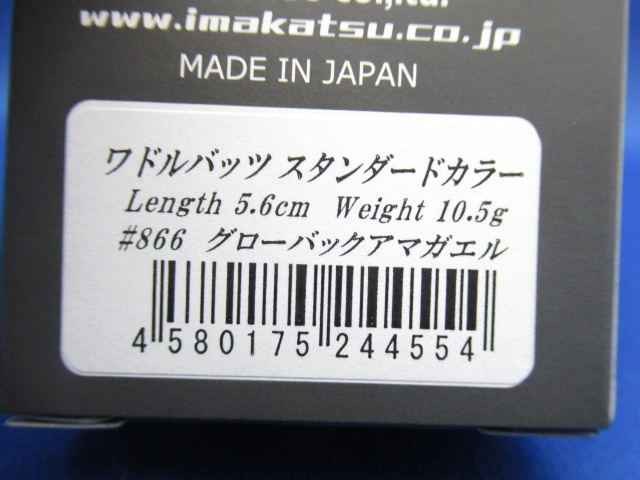 www.imakatsu.co.jp
MADE IN JAPAN
ワドルバッツ スタンダードカラー
Length 5.6cm Weight 10.5g
#866 グローバックアマガエル
4 580175 244554